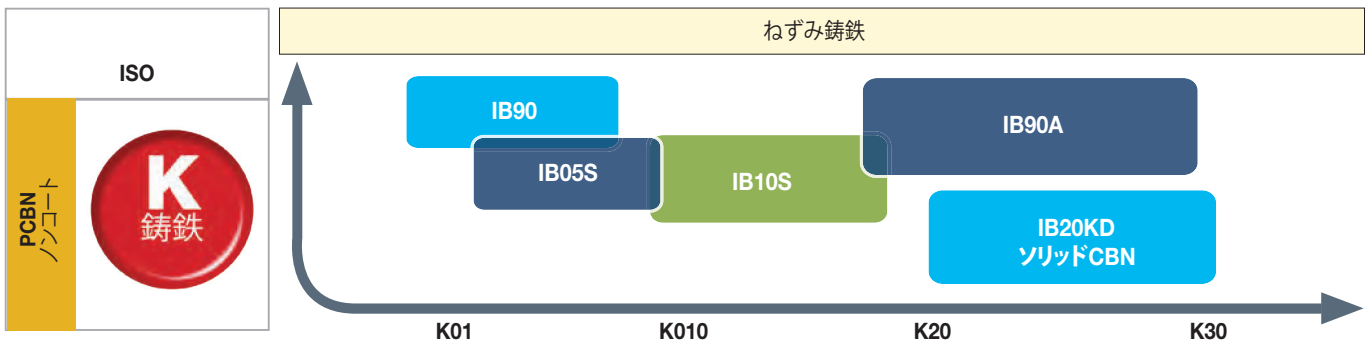 ISO
PCBN
ノンコート
K
鋳鉄
ねずみ鋳鉄
IB90
IB05S
IB10S
IB90A
IB20KD
ソリッドCBN
K01
K010
K20
K30